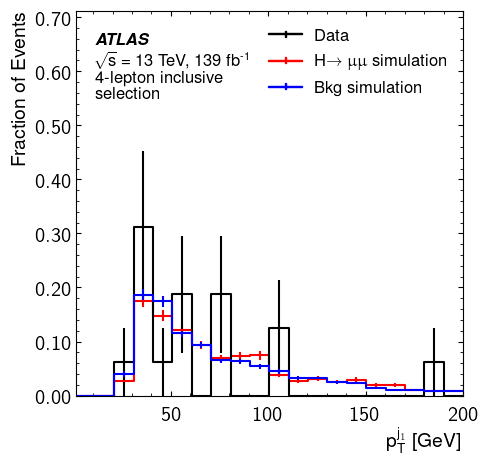 0.70
0.60
0.50
0.40
0.30
0.20
0.10
0.00
Fraction of Events
ATLAS
√s = 13 TeV, 139 fb⁻¹
4-lepton inclusive
selection
Data
H→ μμ simulation
Bkg simulation
50 100 150 200
p_T^{j_1} [GeV]